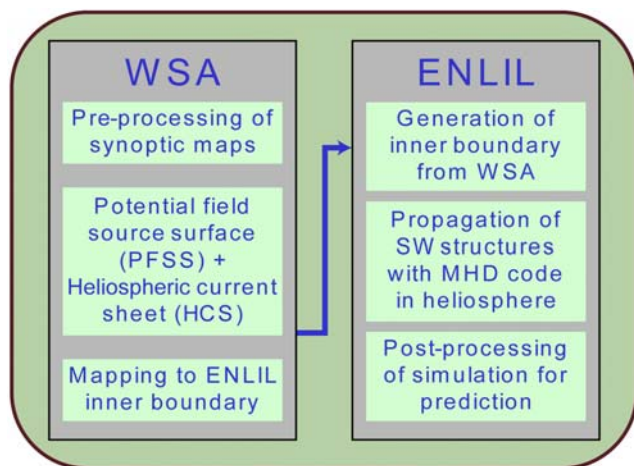 WSA
Pre-processing of
synoptic maps
Potential field
source surface
(PFSS) +
Heliospheric current
sheet (HCS)
Mapping to ENLIL
inner boundary
ENLIL
Generation of
inner boundary
from WSA
Propagation of
SW structures
with MHD code
in heliosphere
Post-processing
of simulation for
prediction